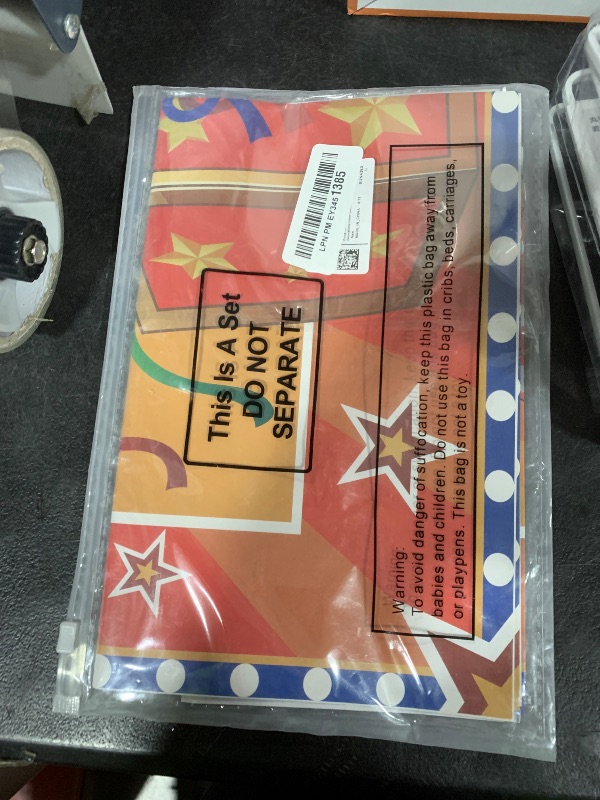 LPN PM EY345 1385
This Is A Set
DO NOT
SEPARATE
Warning:
To avoid danger of suffocation, keep this plastic bag away from
babies and children. Do not use this bag in cribs, beds, carriages,
or playpens. This bag is not a toy.